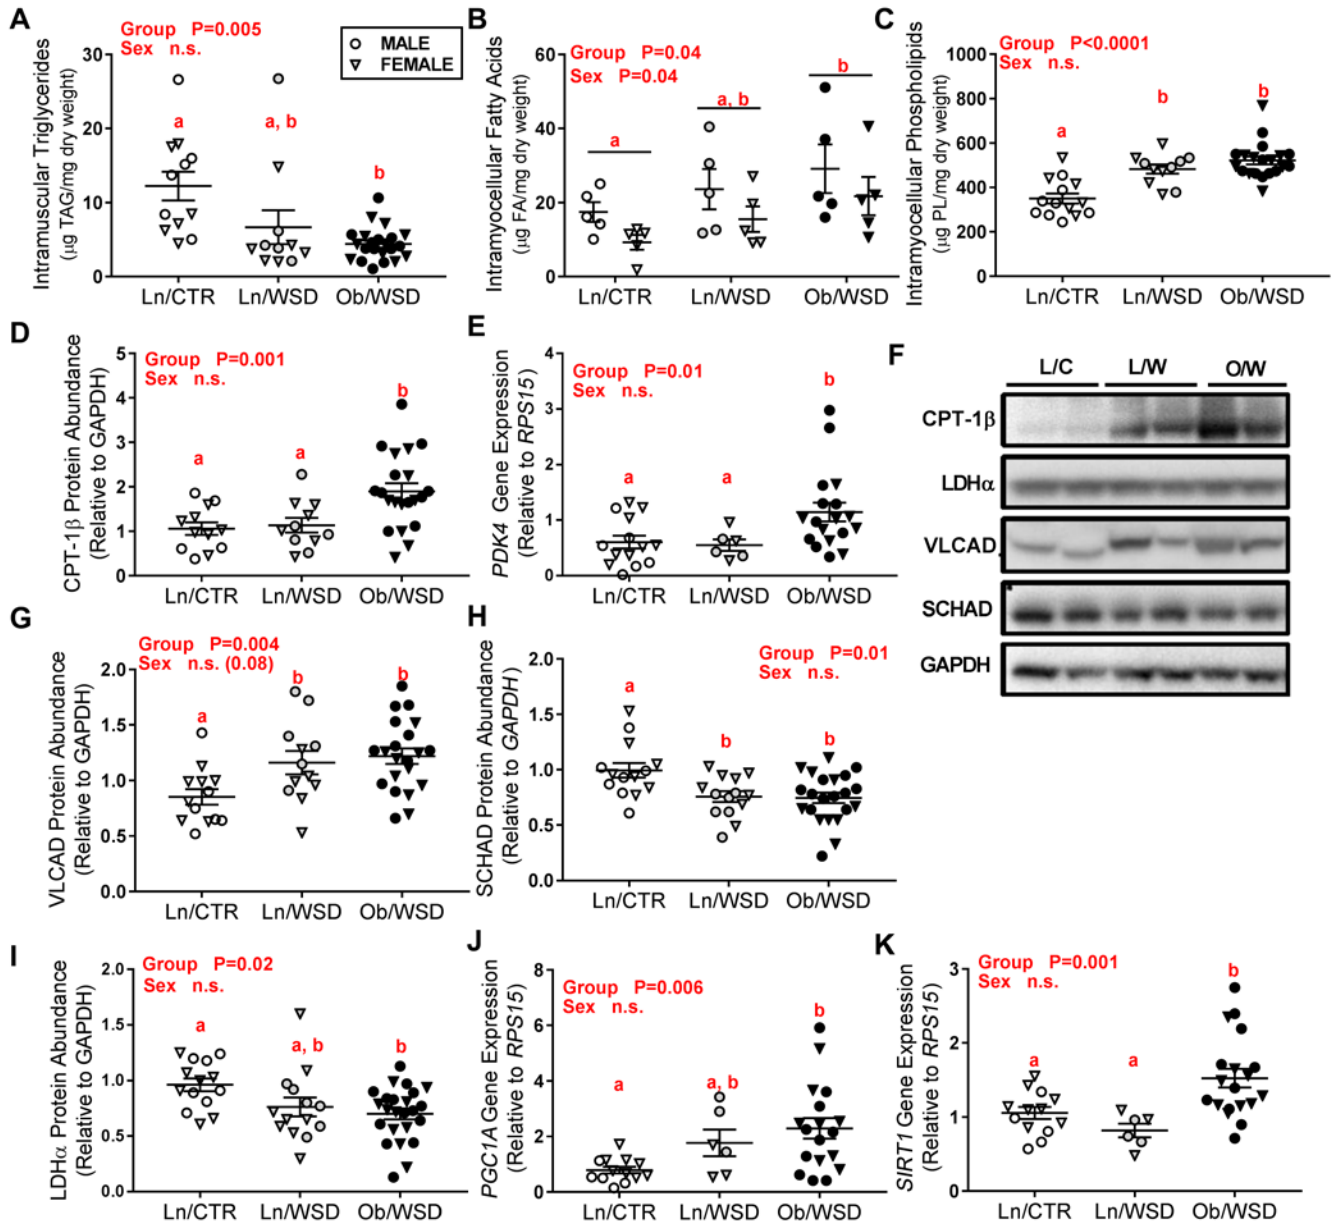 A
Group P=0.005
Sex n.s.
MALE
FEMALE
Intramuscular Triglycerides
(µg TAG/mg dry weight)
30
20
10
0
a
a, b
b
Ln/CTR Ln/WSD Ob/WSD
B
Group P=0.04
Sex P=0.04
Intramyocellular Fatty Acids
(µg FA/mg dry weight)
60
40
20
0
a
a, b
b
Ln/CTR Ln/WSD Ob/WSD
C
Group P<0.0001
Sex n.s.
Intramyocellular Phospholipids
(µg PL/mg dry weight)
1000
800
600
400
200
0
a
b
b
Ln/CTR Ln/WSD Ob/WSD
D
Group P=0.001
Sex n.s.
CPT-1β Protein Abundance
(Relative to GAPDH)
5
4
3
2
1
0
a
a
b
Ln/CTR Ln/WSD Ob/WSD
E
Group P=0.01
Sex n.s.
PDK4 Gene Expression
(Relative to RPS15)
4
3
2
1
0
a
a
b
Ln/CTR Ln/WSD Ob/WSD
F
L/C L/W O/W
CPT-1β
LDHα
VLCAD
SCHAD
GAPDH
G
Group P=0.004
Sex n.s. (0.08)
VLCAD Protein Abundance
(Relative to GAPDH)
2.0
1.5
1.0
0.5
0.0
a
b
b
Ln/CTR Ln/WSD Ob/WSD
H
Group P=0.01
Sex n.s.
SCHAD Protein Abundance
(Relative to GAPDH)
2.0
1.5
1.0
0.5
0.0
a
b
b
Ln/CTR Ln/WSD Ob/WSD
I
Group P=0.02
Sex n.s.
LDHα Protein Abundance
(Relative to GAPDH)
2.0
1.5
1.0
0.5
0.0
a
a, b
b
Ln/CTR Ln/WSD Ob/WSD
J
Group P=0.006
Sex n.s.
PGC1A Gene Expression
(Relative to RPS15)
8
6
4
2
0
a
a, b
b
Ln/CTR Ln/WSD Ob/WSD
K
Group P=0.001
Sex n.s.
SIRT1 Gene Expression
(Relative to RPS15)
3
2
1
0
a
a
b
Ln/CTR Ln/WSD Ob/WSD